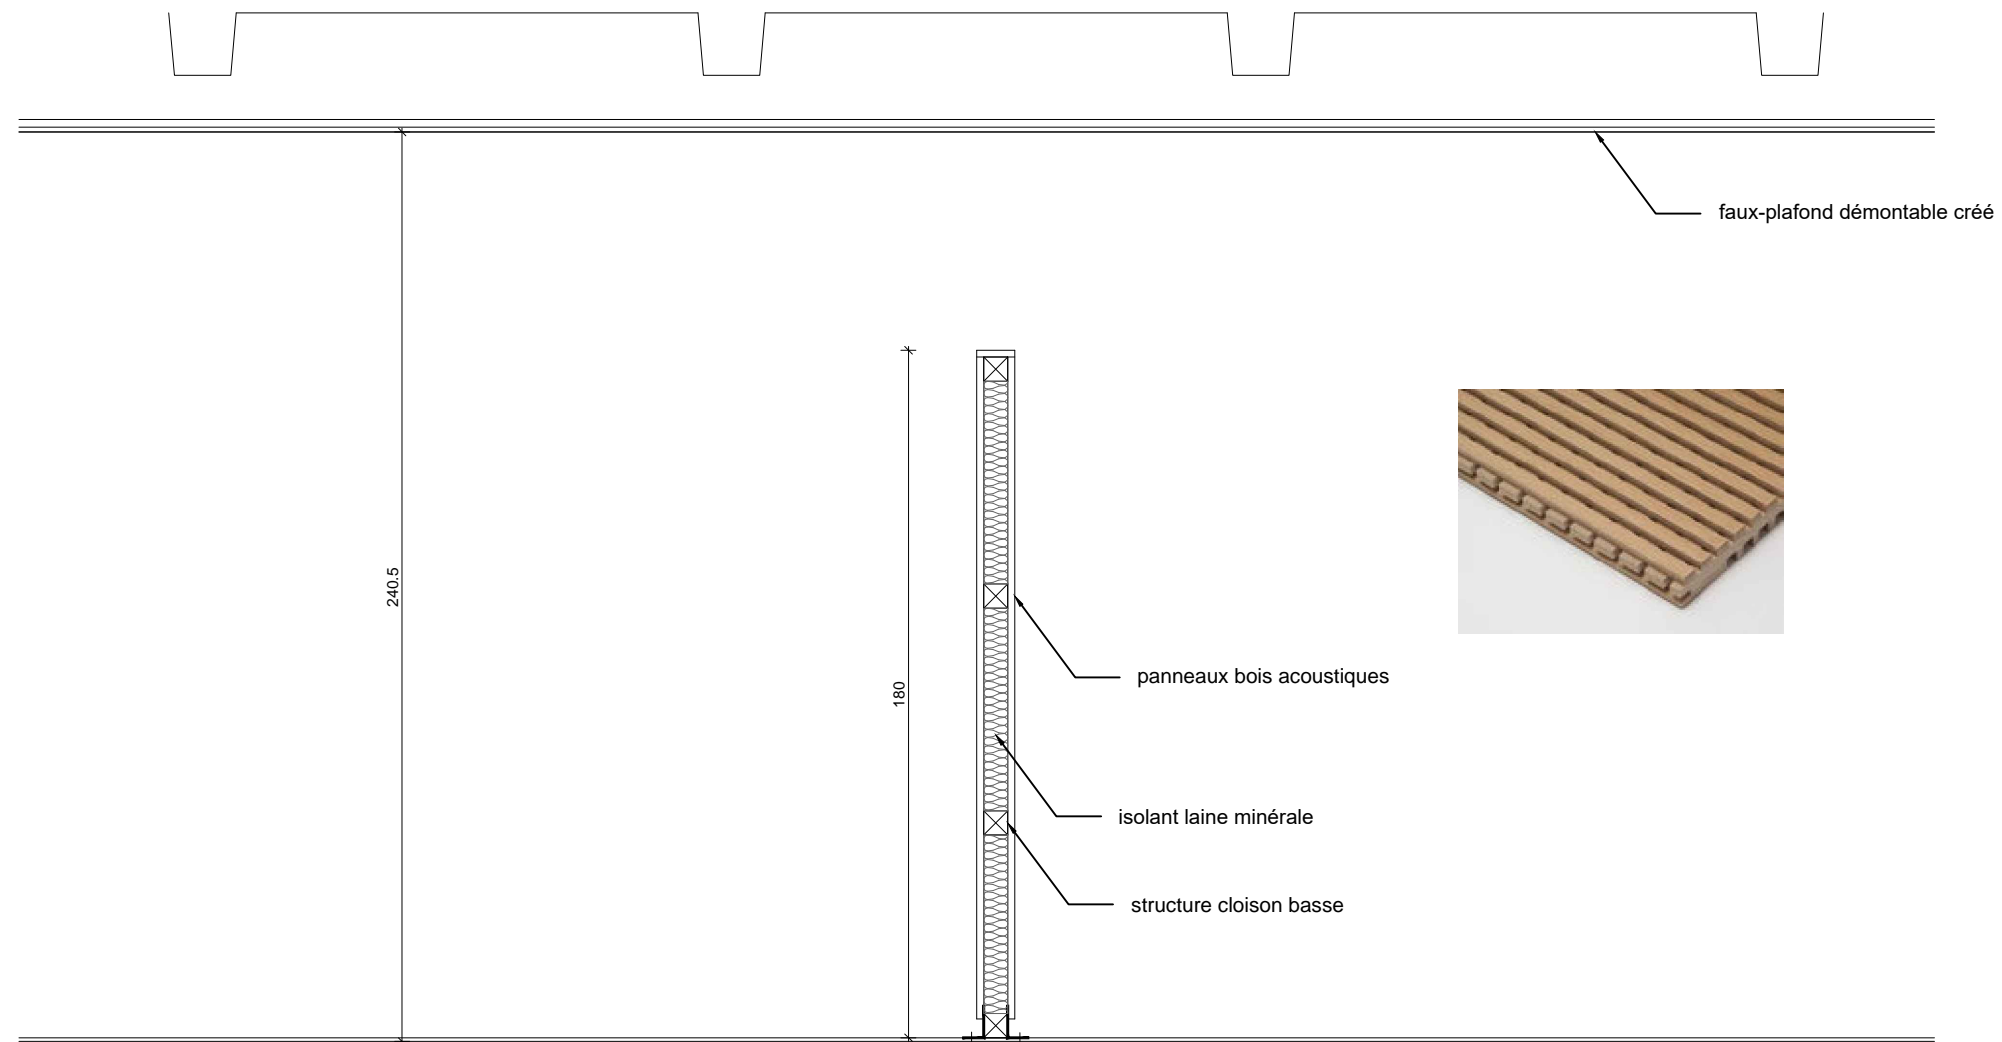 faux-plafond démontable créé
240.5
180
panneaux bois acoustiques
isolant laine minérale
structure cloison basse